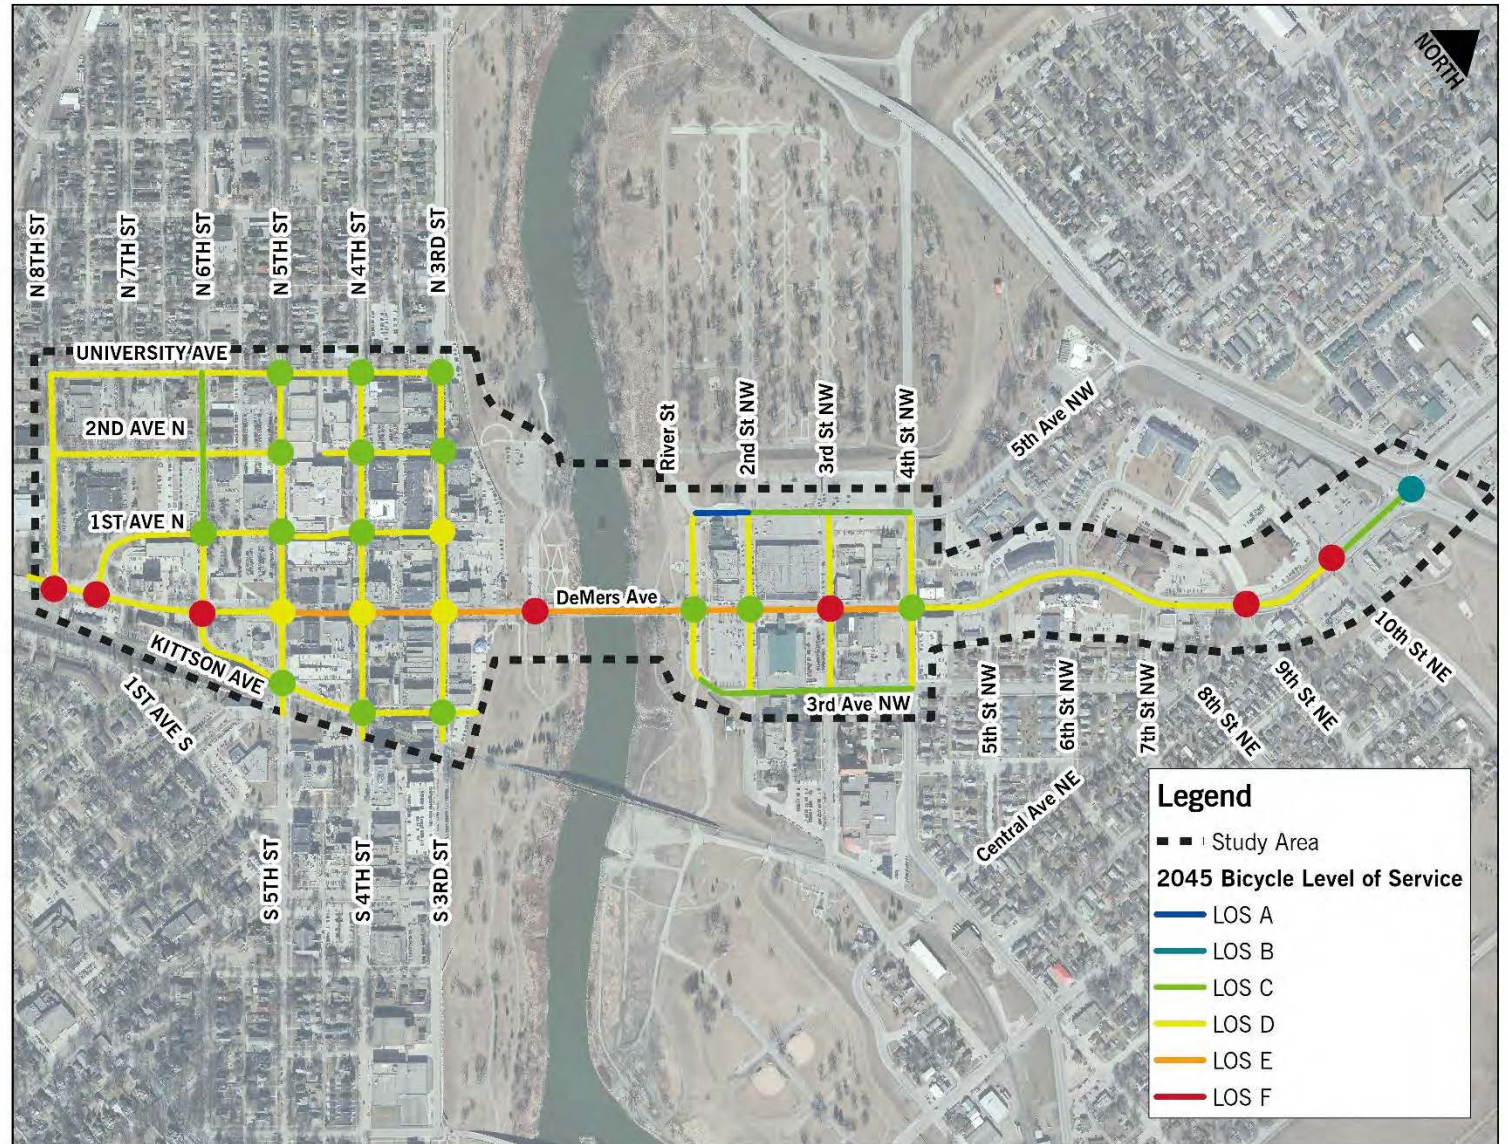 NORTH
N 8TH ST
N 7TH ST
N 6TH ST
N 5TH ST
N 4TH ST
N 3RD ST
UNIVERSITY AVE
2ND AVE N
1ST AVE N
KITTSON AVE
1ST AVE S
S 5TH ST
S 4TH ST
S 3RD ST
DeMers Ave
River St
2nd St NW
3rd St NW
4th St NW
5th Ave NW
3rd Ave NW
5th St NW
6th St NW
7th St NW
8th St NE
9th St NE
10th St NE
Central Ave NE
Legend
Study Area
2045 Bicycle Level of Service
LOS A
LOS B
LOS C
LOS D
LOS E
LOS F